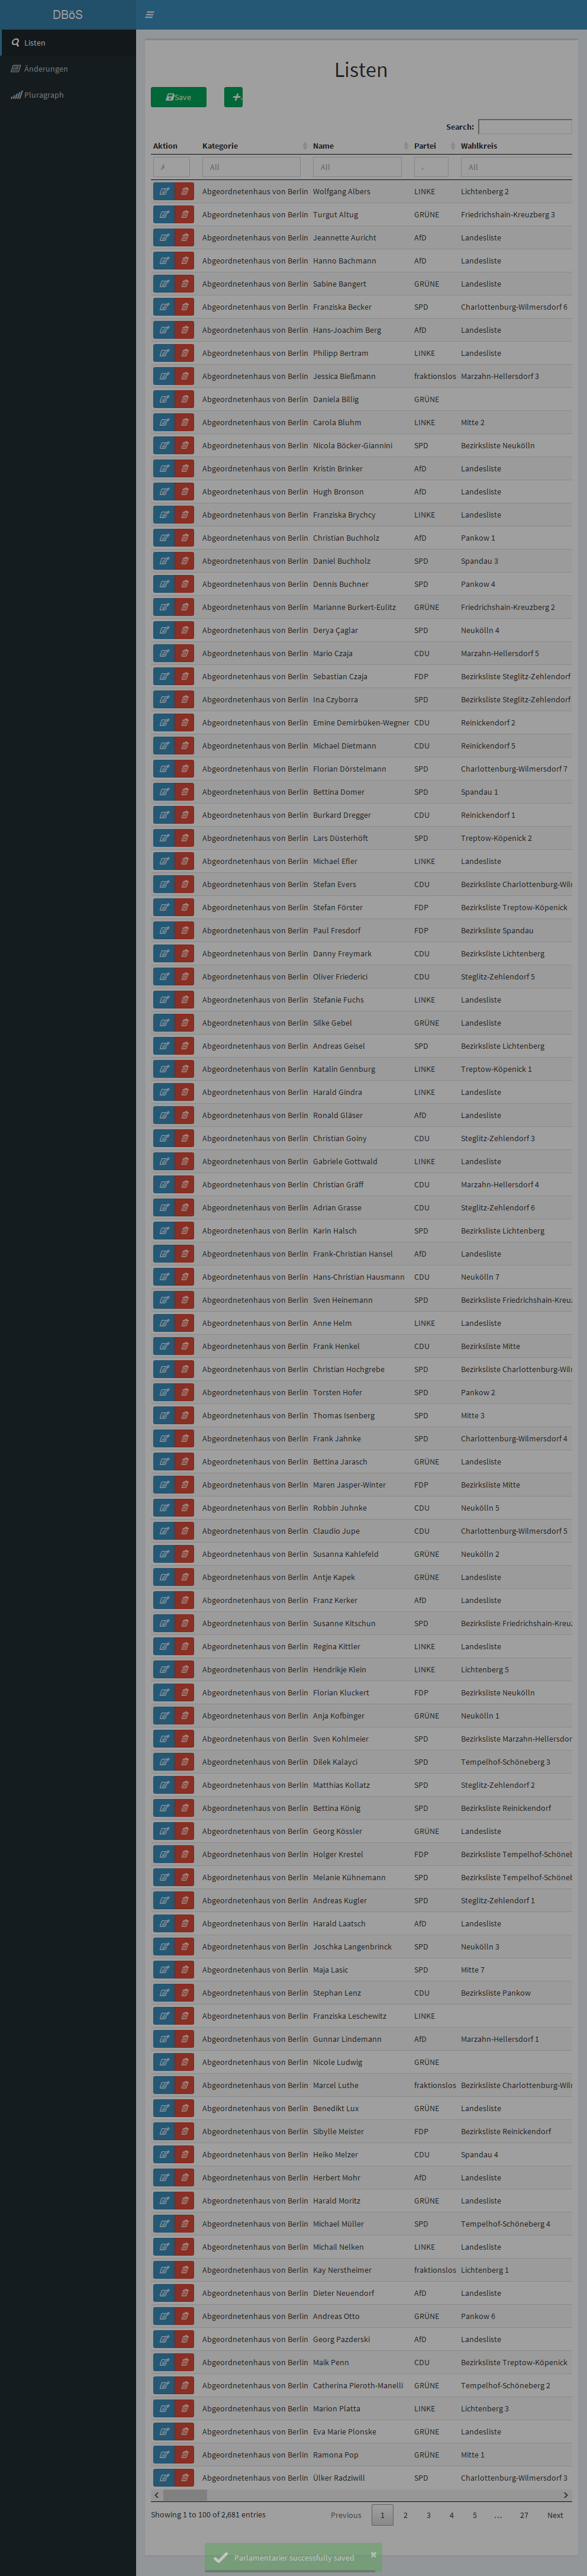 DBöS
Listen
Änderungen
Pluragraph
Listen
Save
Search:
Aktion Kategorie Name Partei Wahlkreis
All All All
Abgeordnetenhaus von Berlin Wolfgang Albers LINKE Lichtenberg 2
Abgeordnetenhaus von Berlin Turgut Altug GRÜNE Friedrichshain-Kreuzberg 3
Abgeordnetenhaus von Berlin Jeannette Auricht AfD Landesliste
Abgeordnetenhaus von Berlin Hanno Bachmann AfD Landesliste
Abgeordnetenhaus von Berlin Sabine Bangert GRÜNE Landesliste
Abgeordnetenhaus von Berlin Franziska Becker SPD Charlottenburg-Wilmersdorf 6
Abgeordnetenhaus von Berlin Hans-Joachim Berg AfD Landesliste
Abgeordnetenhaus von Berlin Philipp Bertram LINKE Landesliste
Abgeordnetenhaus von Berlin Jessica Bießmann fraktionslos Marzahn-Hellersdorf 3
Abgeordnetenhaus von Berlin Daniela Billig GRÜNE
Abgeordnetenhaus von Berlin Carola Bluhm LINKE Mitte 2
Abgeordnetenhaus von Berlin Nicola Böcker-Giannini SPD Bezirksliste Neukölln
Abgeordnetenhaus von Berlin Kristin Brinker AfD Landesliste
Abgeordnetenhaus von Berlin Hugh Bronson AfD Landesliste
Abgeordnetenhaus von Berlin Franziska Brychcy LINKE Landesliste
Abgeordnetenhaus von Berlin Christian Buchholz AfD Pankow 1
Abgeordnetenhaus von Berlin Daniel Buchholz SPD Spandau 3
Abgeordnetenhaus von Berlin Dennis Buchner SPD Pankow 4
Abgeordnetenhaus von Berlin Marianne Burkert-Eulitz GRÜNE Friedrichshain-Kreuzberg 2
Abgeordnetenhaus von Berlin Derya Çaglar SPD Neukölln 4
Abgeordnetenhaus von Berlin Mario Czaja CDU Marzahn-Hellersdorf 5
Abgeordnetenhaus von Berlin Sebastian Czaja FDP Bezirksliste Steglitz-Zehlendorf
Abgeordnetenhaus von Berlin Ina Czyborra SPD Bezirksliste Steglitz-Zehlendorf
Abgeordnetenhaus von Berlin Emine Demirbüken-Wegner CDU Reinickendorf 2
Abgeordnetenhaus von Berlin Michael Dietmann CDU Reinickendorf 5
Abgeordnetenhaus von Berlin Florian Dörstelmann SPD Charlottenburg-Wilmersdorf 7
Abgeordnetenhaus von Berlin Bettina Domer SPD Spandau 1
Abgeordnetenhaus von Berlin Burkard Dregger CDU Reinickendorf 1
Abgeordnetenhaus von Berlin Lars Düsterhöft SPD Treptow-Köpenick 2
Abgeordnetenhaus von Berlin Michael Efler LINKE Landesliste
Abgeordnetenhaus von Berlin Stefan Evers CDU Bezirksliste Charlottenburg-Wiln
Abgeordnetenhaus von Berlin Stefan Förster FDP Bezirksliste Treptow-Köpenick
Abgeordnetenhaus von Berlin Paul Fresdorf FDP Bezirksliste Spandau
Abgeordnetenhaus von Berlin Danny Freymark CDU Bezirksliste Lichtenberg
Abgeordnetenhaus von Berlin Oliver Friederici CDU Steglitz-Zehlendorf 5
Abgeordnetenhaus von Berlin Stefanie Fuchs LINKE Landesliste
Abgeordnetenhaus von Berlin Silke Gebel GRÜNE Landesliste
Abgeordnetenhaus von Berlin Andreas Geisel SPD Bezirksliste Lichtenberg
Abgeordnetenhaus von Berlin Katalin Gennburg LINKE Treptow-Köpenick 1
Abgeordnetenhaus von Berlin Harald Gindra LINKE Landesliste
Abgeordnetenhaus von Berlin Ronald Gläser AfD Landesliste
Abgeordnetenhaus von Berlin Christian Goiny CDU Steglitz-Zehlendorf 3
Abgeordnetenhaus von Berlin Gabriele Gottwald LINKE Landesliste
Abgeordnetenhaus von Berlin Christian Gräff CDU Marzahn-Hellersdorf 4
Abgeordnetenhaus von Berlin Adrian Grasse CDU Steglitz-Zehlendorf 6
Abgeordnetenhaus von Berlin Karin Halsch SPD Bezirksliste Lichtenberg
Abgeordnetenhaus von Berlin Frank-Christian Hansel AfD Landesliste
Abgeordnetenhaus von Berlin Hans-Christian Hausmann CDU Neukölln 7
Abgeordnetenhaus von Berlin Sven Heinemann SPD Bezirksliste Friedrichshain-Kreuz
Abgeordnetenhaus von Berlin Anne Helm LINKE Landesliste
Abgeordnetenhaus von Berlin Frank Henkel CDU Bezirksliste Mitte
Abgeordnetenhaus von Berlin Christian Hochgrebe SPD Bezirksliste Charlottenburg-Wiln
Abgeordnetenhaus von Berlin Torsten Hofer SPD Pankow 2
Abgeordnetenhaus von Berlin Thomas Isenberg SPD Mitte 3
Abgeordnetenhaus von Berlin Frank Jahnke SPD Charlottenburg-Wilmersdorf 4
Abgeordnetenhaus von Berlin Bettina Jarasch GRÜNE Landesliste
Abgeordnetenhaus von Berlin Maren Jasper-Winter FDP Bezirksliste Mitte
Abgeordnetenhaus von Berlin Robbin Juhnke CDU Neukölln 5
Abgeordnetenhaus von Berlin Claudio Jupe CDU Charlottenburg-Wilmersdorf 5
Abgeordnetenhaus von Berlin Susanna Kahlefeld GRÜNE Neukölln 2
Abgeordnetenhaus von Berlin Antje Kapek GRÜNE Landesliste
Abgeordnetenhaus von Berlin Franz Kerker AfD Landesliste
Abgeordnetenhaus von Berlin Susanne Kitschun SPD Bezirksliste Friedrichshain-Kreuz
Abgeordnetenhaus von Berlin Regina Kittler LINKE Landesliste
Abgeordnetenhaus von Berlin Hendrikje Klein LINKE Lichtenberg 5
Abgeordnetenhaus von Berlin Florian Kluckert FDP Bezirksliste Neukölln
Abgeordnetenhaus von Berlin Anja Kofbinger GRÜNE Neukölln 1
Abgeordnetenhaus von Berlin Sven Kohlmeier SPD Bezirksliste Marzahn-Hellersdor
Abgeordnetenhaus von Berlin Dilek Kalayci SPD Tempelhof-Schöneberg 3
Abgeordnetenhaus von Berlin Matthias Kollatz SPD Steglitz-Zehlendorf 2
Abgeordnetenhaus von Berlin Bettina König SPD Bezirksliste Reinickendorf
Abgeordnetenhaus von Berlin Georg Kössler GRÜNE Landesliste
Abgeordnetenhaus von Berlin Holger Krestel FDP Bezirksliste Tempelhof-Schöneb
Abgeordnetenhaus von Berlin Melanie Kühnemann SPD Bezirksliste Tempelhof-Schöneb
Abgeordnetenhaus von Berlin Andreas Kugler SPD Steglitz-Zehlendorf 1
Abgeordnetenhaus von Berlin Harald Laatsch AfD Landesliste
Abgeordnetenhaus von Berlin Joschka Langenbrinck SPD Neukölln 3
Abgeordnetenhaus von Berlin Maja Lasic SPD Mitte 7
Abgeordnetenhaus von Berlin Stephan Lenz CDU Bezirksliste Pankow
Abgeordnetenhaus von Berlin Franziska Leschewitz LINKE
Abgeordnetenhaus von Berlin Gunnar Lindemann AfD Marzahn-Hellersdorf 1
Abgeordnetenhaus von Berlin Nicole Ludwig GRÜNE
Abgeordnetenhaus von Berlin Marcel Luthe fraktionslos Bezirksliste Charlottenburg-Wiln
Abgeordnetenhaus von Berlin Benedikt Lux GRÜNE Landesliste
Abgeordnetenhaus von Berlin Sibylle Meister FDP Bezirksliste Reinickendorf
Abgeordnetenhaus von Berlin Heiko Melzer CDU Spandau 4
Abgeordnetenhaus von Berlin Herbert Mohr AfD Landesliste
Abgeordnetenhaus von Berlin Harald Moritz GRÜNE Landesliste
Abgeordnetenhaus von Berlin Michael Müller SPD Tempelhof-Schöneberg 4
Abgeordnetenhaus von Berlin Michail Nelken LINKE Landesliste
Abgeordnetenhaus von Berlin Kay Nerstheimer fraktionslos Lichtenberg 1
Abgeordnetenhaus von Berlin Dieter Neuendorf AfD Landesliste
Abgeordnetenhaus von Berlin Andreas Otto GRÜNE Pankow 6
Abgeordnetenhaus von Berlin Georg Pazderski AfD Landesliste
Abgeordnetenhaus von Berlin Maik Penn CDU Bezirksliste Treptow-Köpenick
Abgeordnetenhaus von Berlin Catherina Pieroth-Manelli GRÜNE Tempelhof-Schöneberg 2
Abgeordnetenhaus von Berlin Marion Platta LINKE Lichtenberg 3
Abgeordnetenhaus von Berlin Eva Marie Plonske GRÜNE Landesliste
Abgeordnetenhaus von Berlin Ramona Pop GRÜNE Mitte 1
Abgeordnetenhaus von Berlin Ülker Radziwill SPD Charlottenburg-Wilmersdorf 3
Showing 1 to 100 of 2,681 entries Previous 1 2 3 4 5 … 27 Next
Parlamentarier successfully saved ×